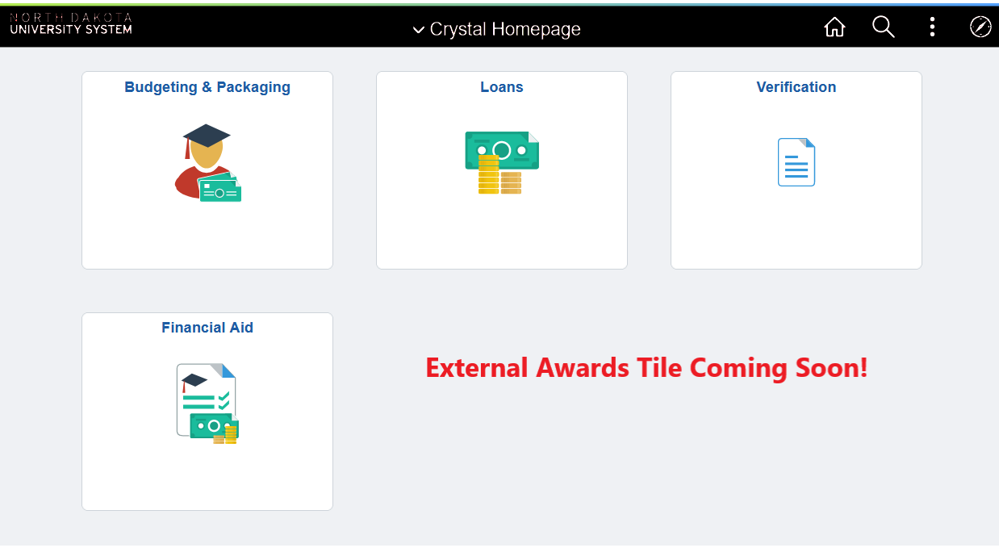 NORTH DAKOTA
UNIVERSITY SYSTEM
Crystal Homepage
Budgeting & Packaging
Loans
Verification
Financial Aid
External Awards Tile Coming Soon!